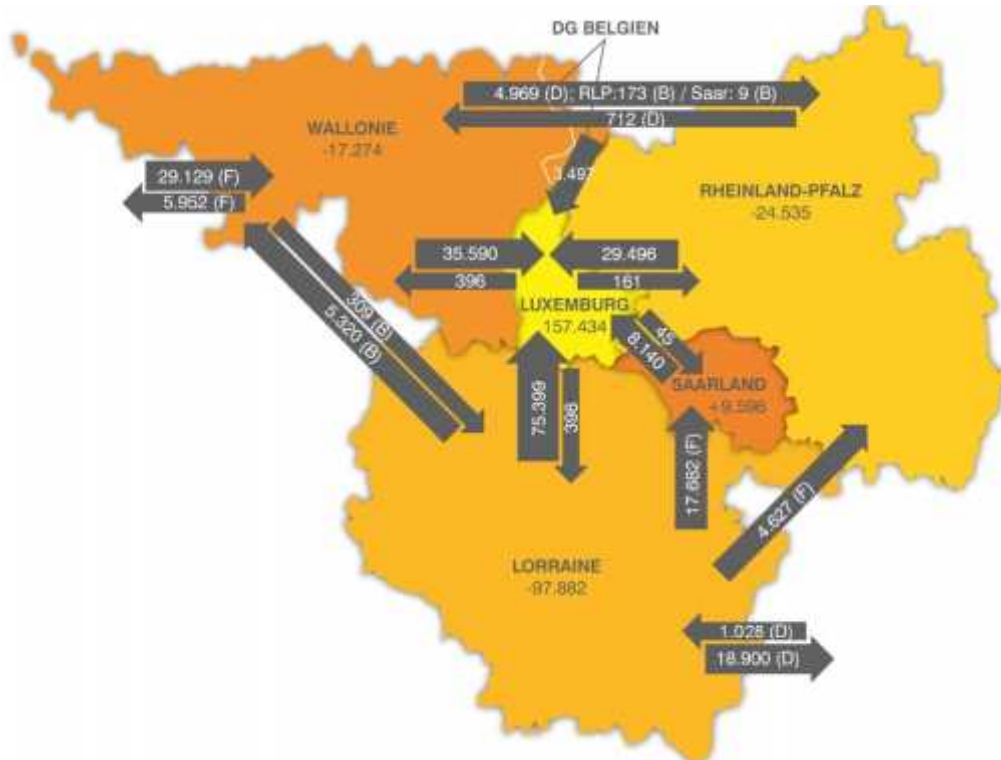 DG BELGIEN
4.969 (D); RLP:173 (B) / Saar: 9 (B)
712 (D)
WALLONIE
-17.274
3.497
29.129 (F)
5.952 (F)
RHEINLAND-PFALZ
-24.535
35.590
29.496
396
161
LUXEMBURG
157.434
309 (B)
5.320 (B)
45
8.140
SAARLAND
+9.596
75.399
396
17.682 (F)
4.627 (F)
LORRAINE
-97.882
1.028 (D)
18.900 (D)